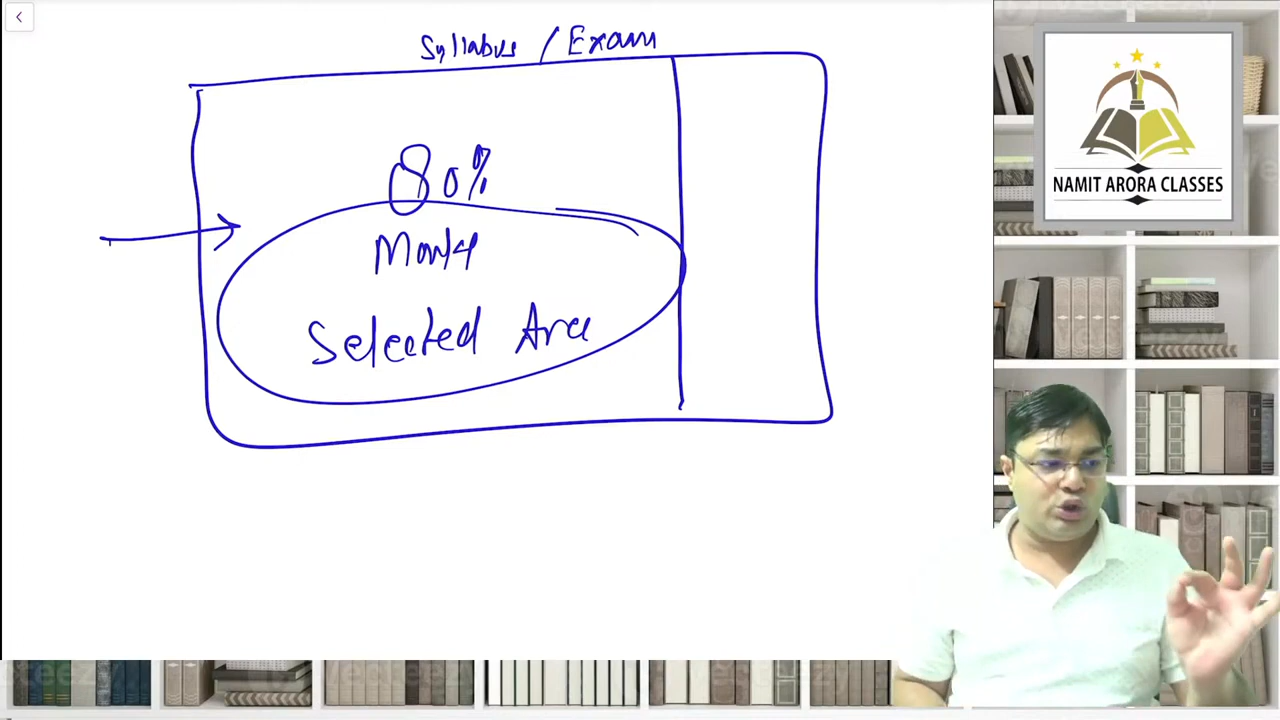 Syllabus / Exam
80%
Marks
Selected Area
NAMIT ARORA CLASSES